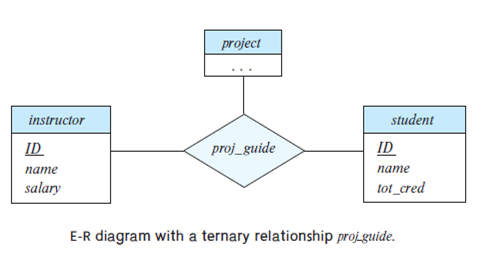 project
. . .
instructor
ID
name
salary
proj_guide
student
ID
name
tot_cred
E-R diagram with a ternary relationship proj_guide.